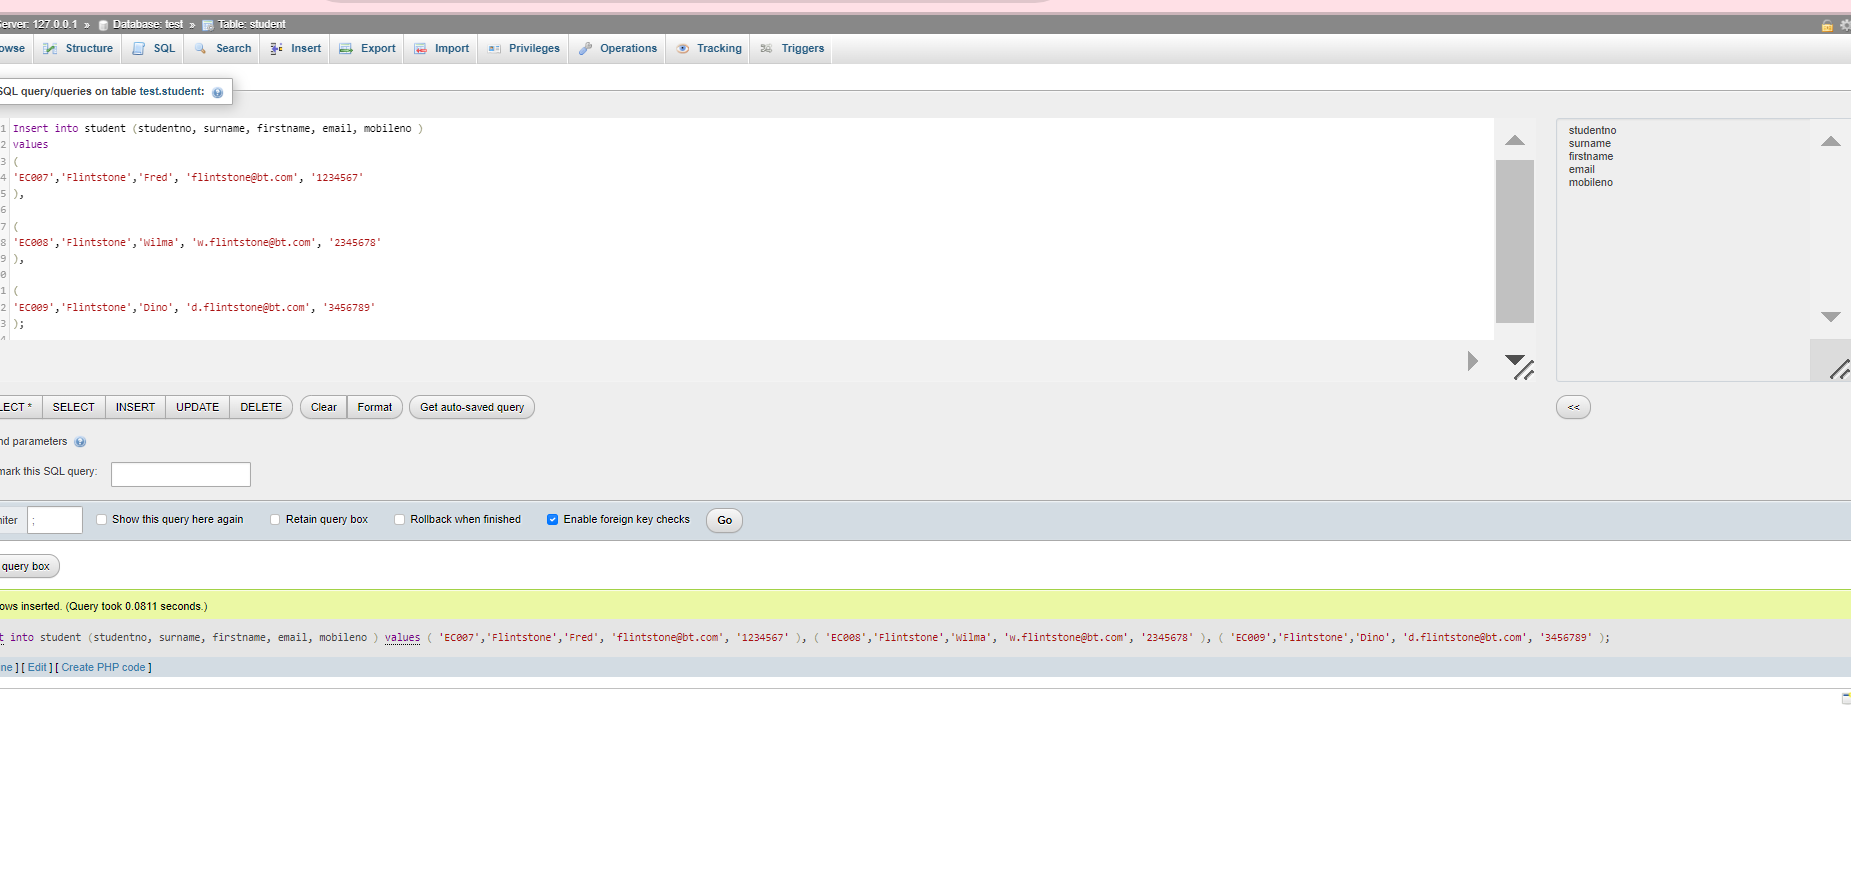 Server: 127.0.0.1 » Database: test » Table: student
Structure SQL Search Insert Export Import Privileges Operations Tracking Triggers
SQL query/queries on table test.student:
1 Insert into student (studentno, surname, firstname, email, mobileno )
2 values
3 (
4 'EC007','Flintstone','Fred', 'flintstone@bt.com', '1234567'
5 ),
6
7 (
8 'EC008','Flintstone','Wilma', 'w.flintstone@bt.com', '2345678'
9 ),
0
1 (
2 'EC009','Flintstone','Dino', 'd.flintstone@bt.com', '3456789'
3 );
4
studentno
surname
firstname
email
mobileno
LECT * SELECT INSERT UPDATE DELETE Clear Format Get auto-saved query <<
nd parameters
mark this SQL query:
; Show this query here again Retain query box Rollback when finished Enable foreign key checks Go
query box
ows inserted. (Query took 0.0811 seconds.)
t into student (studentno, surname, firstname, email, mobileno ) values ( 'EC007','Flintstone','Fred', 'flintstone@bt.com', '1234567' ), ( 'EC008','Flintstone','Wilma', 'w.flintstone@bt.com', '2345678' ), ( 'EC009','Flintstone','Dino', 'd.flintstone@bt.com', '3456789' );
ne ] [ Edit ] [ Create PHP code ]